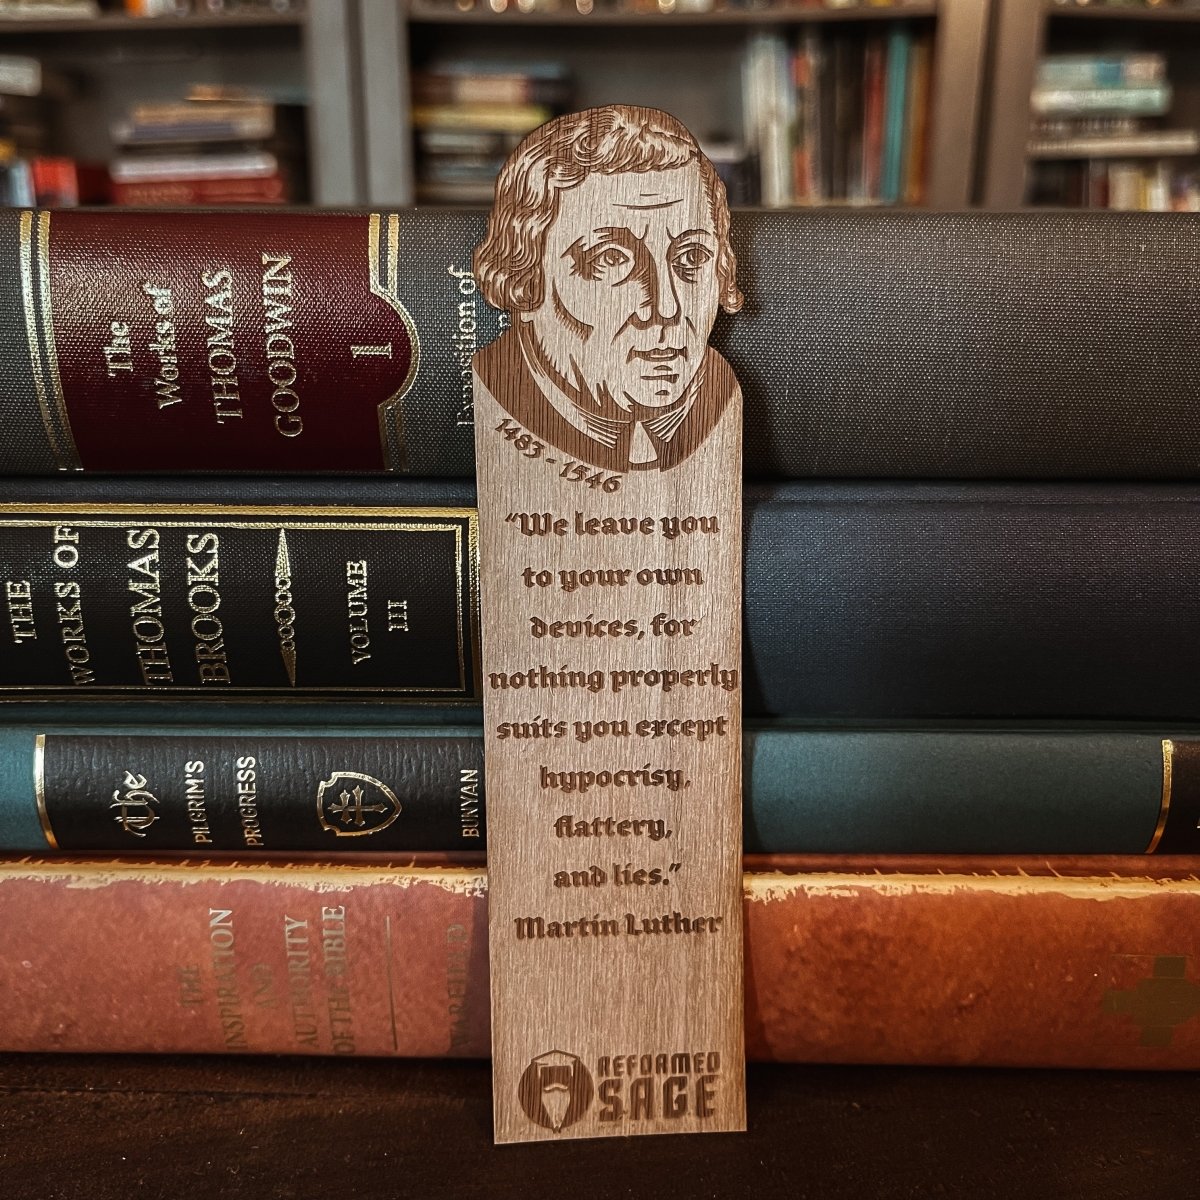 The
Works of
THOMAS
GOODWIN
1
THE
WORKS OF
THOMAS
BROOKS
VOLUME
III
The
PILGRIM'S
PROGRESS
BUNYAN
THE
INSPIRATION
AND
AUTHORITY
OF THE BIBLE
WARFIELD
1483 - 1546
“We leave you
to your own
devices, for
nothing properly
suits you except
hypocrisy,
flattery,
and lies.”
Martin Luther
REFORMED
SAGE